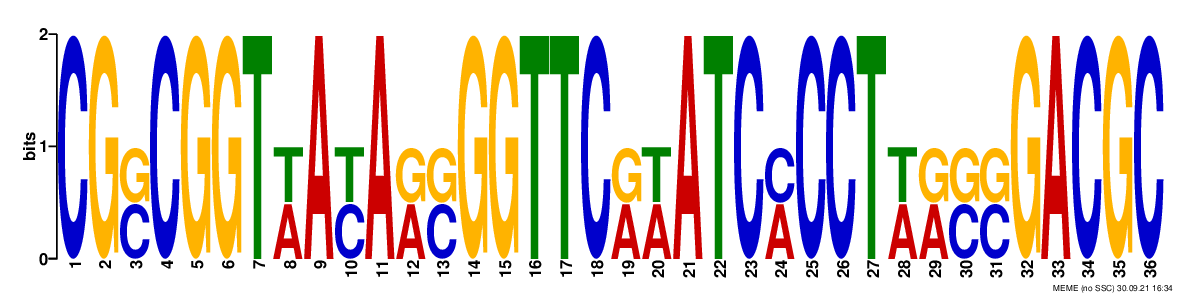 2
bits
1
C G G C G G T T A T A G G G G T T C G T A T C C C C T T G G G G A C G C
C A C A C A A A A A C C
0
1 2 3 4 5 6 7 8 9 10 11 12 13 14 15 16 17 18 19 20 21 22 23 24 25 26 27 28 29 30 31 32 33 34 35 36
MEME (no SSC) 30.09.21 16:34